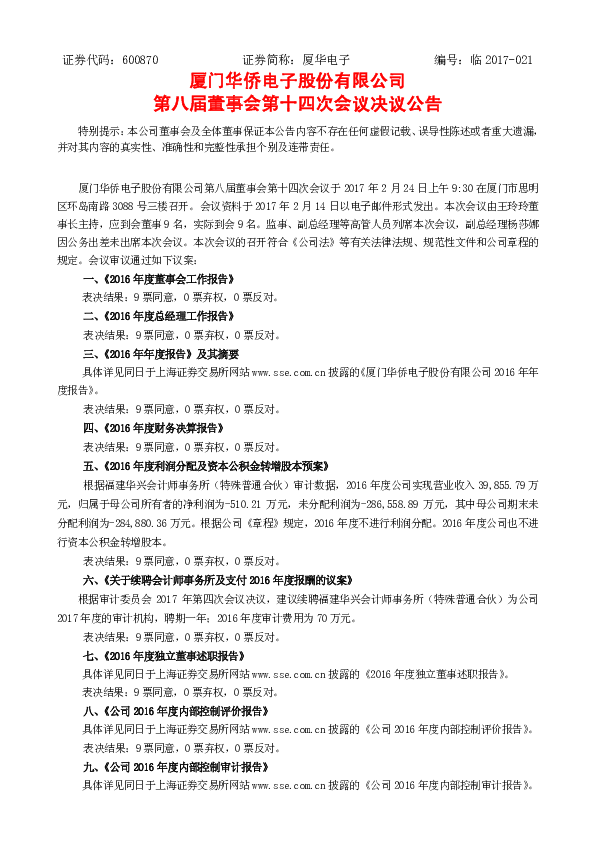 证券代码：600870 证券简称：厦华电子 编号：临 2017-021
厦门华侨电子股份有限公司
第八届董事会第十四次会议决议公告
特别提示：本公司董事会及全体董事保证本公告内容不存在任何虚假记载、误导性陈述或者重大遗漏，
并对其内容的真实性、准确性和完整性承担个别及连带责任。
厦门华侨电子股份有限公司第八届董事会第十四次会议于 2017 年 2 月 24 日上午 9:30 在厦门市思明
区环岛南路 3088 号三楼召开。会议资料于 2017 年 2 月 14 日以电子邮件形式发出。本次会议由王玲玲董
事长主持，应到会董事 9 名，实际到会 9 名。监事、副总经理等高管人员列席本次会议，副总经理杨莎娜
因公务出差未出席本次会议。本次会议的召开符合《公司法》等有关法律法规、规范性文件和公司章程的
规定。会议审议通过如下议案：
一、《2016 年度董事会工作报告》
表决结果：9 票同意，0 票弃权，0 票反对。
二、《2016 年度总经理工作报告》
表决结果：9 票同意，0 票弃权，0 票反对。
三、《2016 年年度报告》及其摘要
具体详见同日于上海证券交易所网站 www.sse.com.cn 披露的《厦门华侨电子股份有限公司 2016 年年
度报告》。
表决结果：9 票同意，0 票弃权，0 票反对。
四、《2016 年度财务决算报告》
表决结果：9 票同意，0 票弃权，0 票反对。
五、《2016 年度利润分配及资本公积金转增股本预案》
根据福建华兴会计师事务所（特殊普通合伙）审计数据，2016 年度公司实现营业收入 39,855.79 万
元，归属于母公司所有者的净利润为-510.21 万元，未分配利润为-286,558.89 万元，其中母公司期末未
分配利润为-284,880.36 万元。根据公司《章程》规定，2016 年度不进行利润分配。2016 年度公司也不进
行资本公积金转增股本。
表决结果：9 票同意，0 票弃权，0 票反对。
六、《关于续聘会计师事务所及支付 2016 年度报酬的议案》
根据审计委员会 2017 年第四次会议决议，建议续聘福建华兴会计师事务所（特殊普通合伙）为公司
2017 年度的审计机构，聘期一年；2016 年度审计费用为 70 万元。
表决结果：9 票同意，0 票弃权，0 票反对。
七、《2016 年度独立董事述职报告》
具体详见同日于上海证券交易所网站 www.sse.com.cn 披露的《2016 年度独立董事述职报告》。
表决结果：9 票同意，0 票弃权，0 票反对。
八、《公司 2016 年度内部控制评价报告》
具体详见同日于上海证券交易所网站 www.sse.com.cn 披露的《公司 2016 年度内部控制评价报告》。
表决结果：9 票同意，0 票弃权，0 票反对。
九、《公司 2016 年度内部控制审计报告》
具体详见同日于上海证券交易所网站 www.sse.com.cn 披露的《公司 2016 年度内部控制审计报告》。